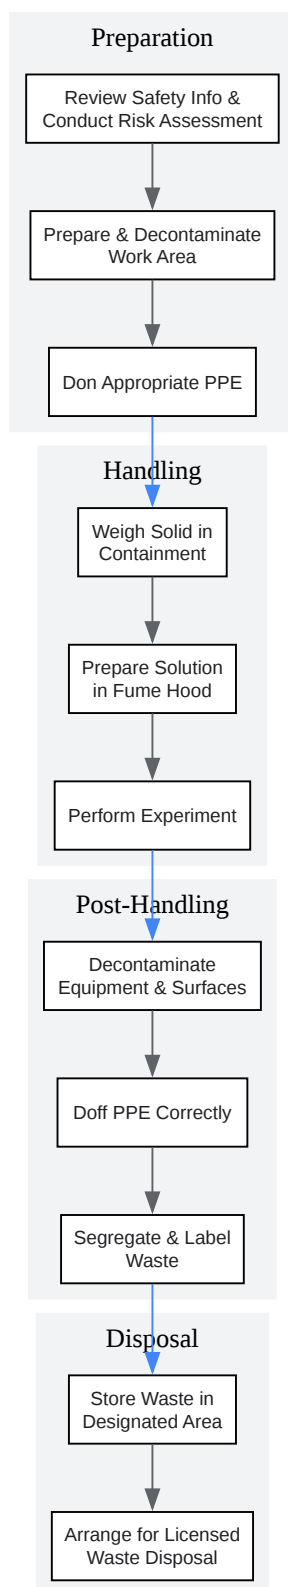 Preparation
Review Safety Info &
Conduct Risk Assessment
Prepare & Decontaminate
Work Area
Don Appropriate PPE
Handling
Weigh Solid in
Containment
Prepare Solution
in Fume Hood
Perform Experiment
Post-Handling
Decontaminate
Equipment & Surfaces
Doff PPE Correctly
Segregate & Label
Waste
Disposal
Store Waste in
Designated Area
Arrange for Licensed
Waste Disposal